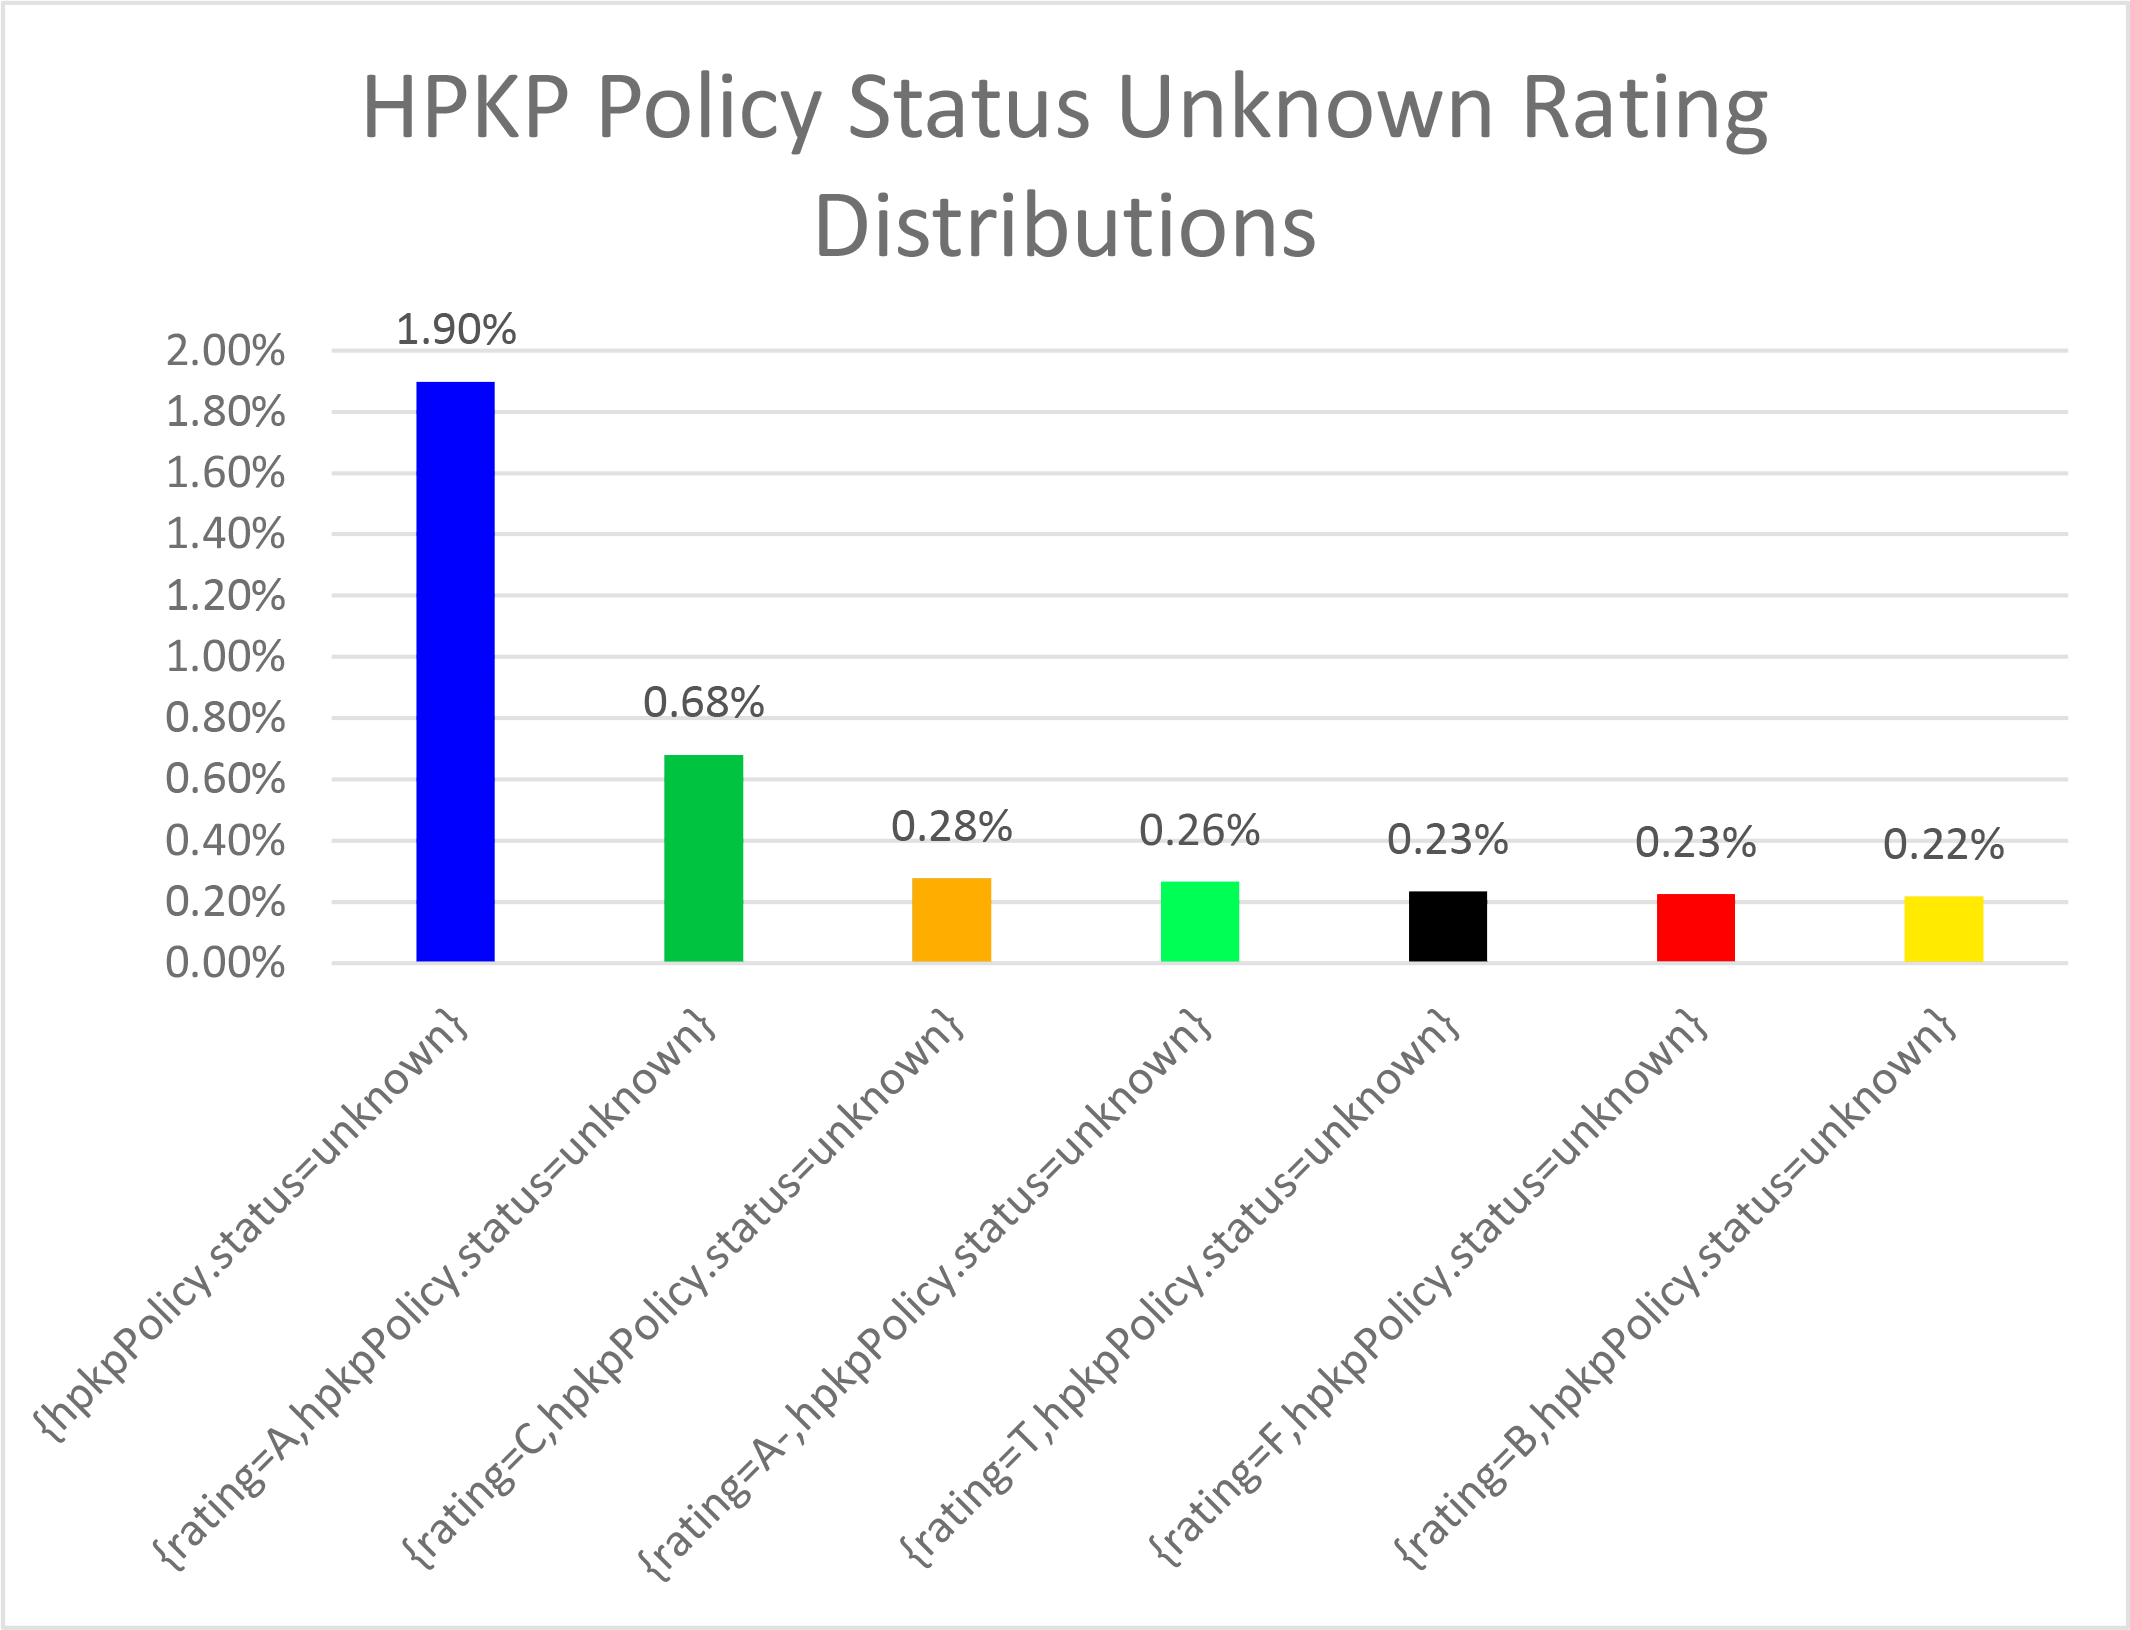 HPKP Policy Status Unknown Rating
Distributions
2.00%
1.80%
1.60%
1.40%
1.20%
1.00%
0.80%
0.60%
0.40%
0.20%
0.00%
1.90%
0.68%
0.28%
0.26%
0.23%
0.23%
0.22%
{hpkpPolicy.status=unknown}
{rating=A,hpkpPolicy.status=unknown}
{rating=C,hpkpPolicy.status=unknown}
{rating=A-,hpkpPolicy.status=unknown}
{rating=T,hpkpPolicy.status=unknown}
{rating=F,hpkpPolicy.status=unknown}
{rating=B,hpkpPolicy.status=unknown}